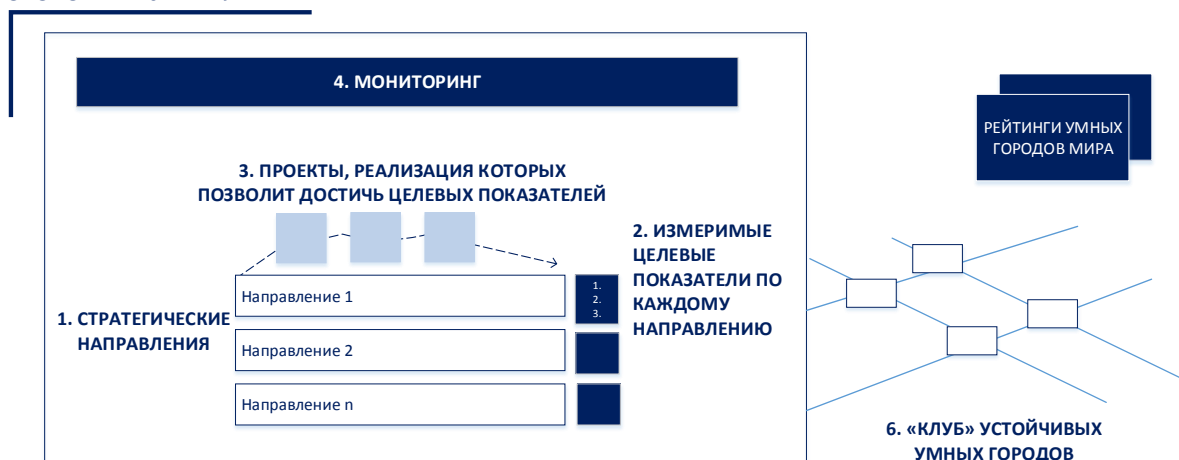 4. МОНИТОРИНГ
РЕЙТИНГИ УМНЫХ
ГОРОДОВ МИРА
3. ПРОЕКТЫ, РЕАЛИЗАЦИЯ КОТОРЫХ
ПОЗВОЛИТ ДОСТИЧЬ ЦЕЛЕВЫХ ПОКАЗАТЕЛЕЙ
2. ИЗМЕРИМЫЕ
ЦЕЛЕВЫЕ
ПОКАЗАТЕЛИ ПО
КАЖДОМУ
НАПРАВЛЕНИЮ
1. СТРАТЕГИЧЕСКИЕ
НАПРАВЛЕНИЯ
Направление 1
1.
2.
3.
Направление 2
Направление n
6. «КЛУБ» УСТОЙЧИВЫХ
УМНЫХ ГОРОДОВ